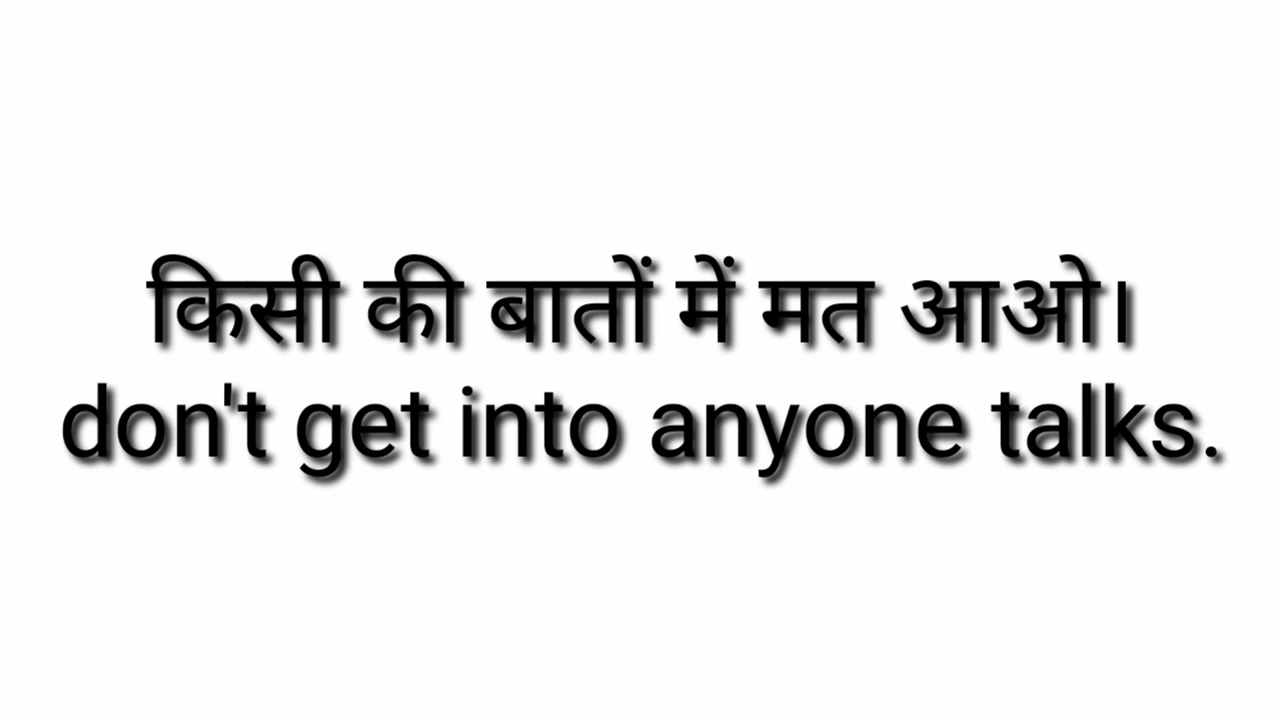 किसी की बातों में मत आओ।
don't get into anyone talks.